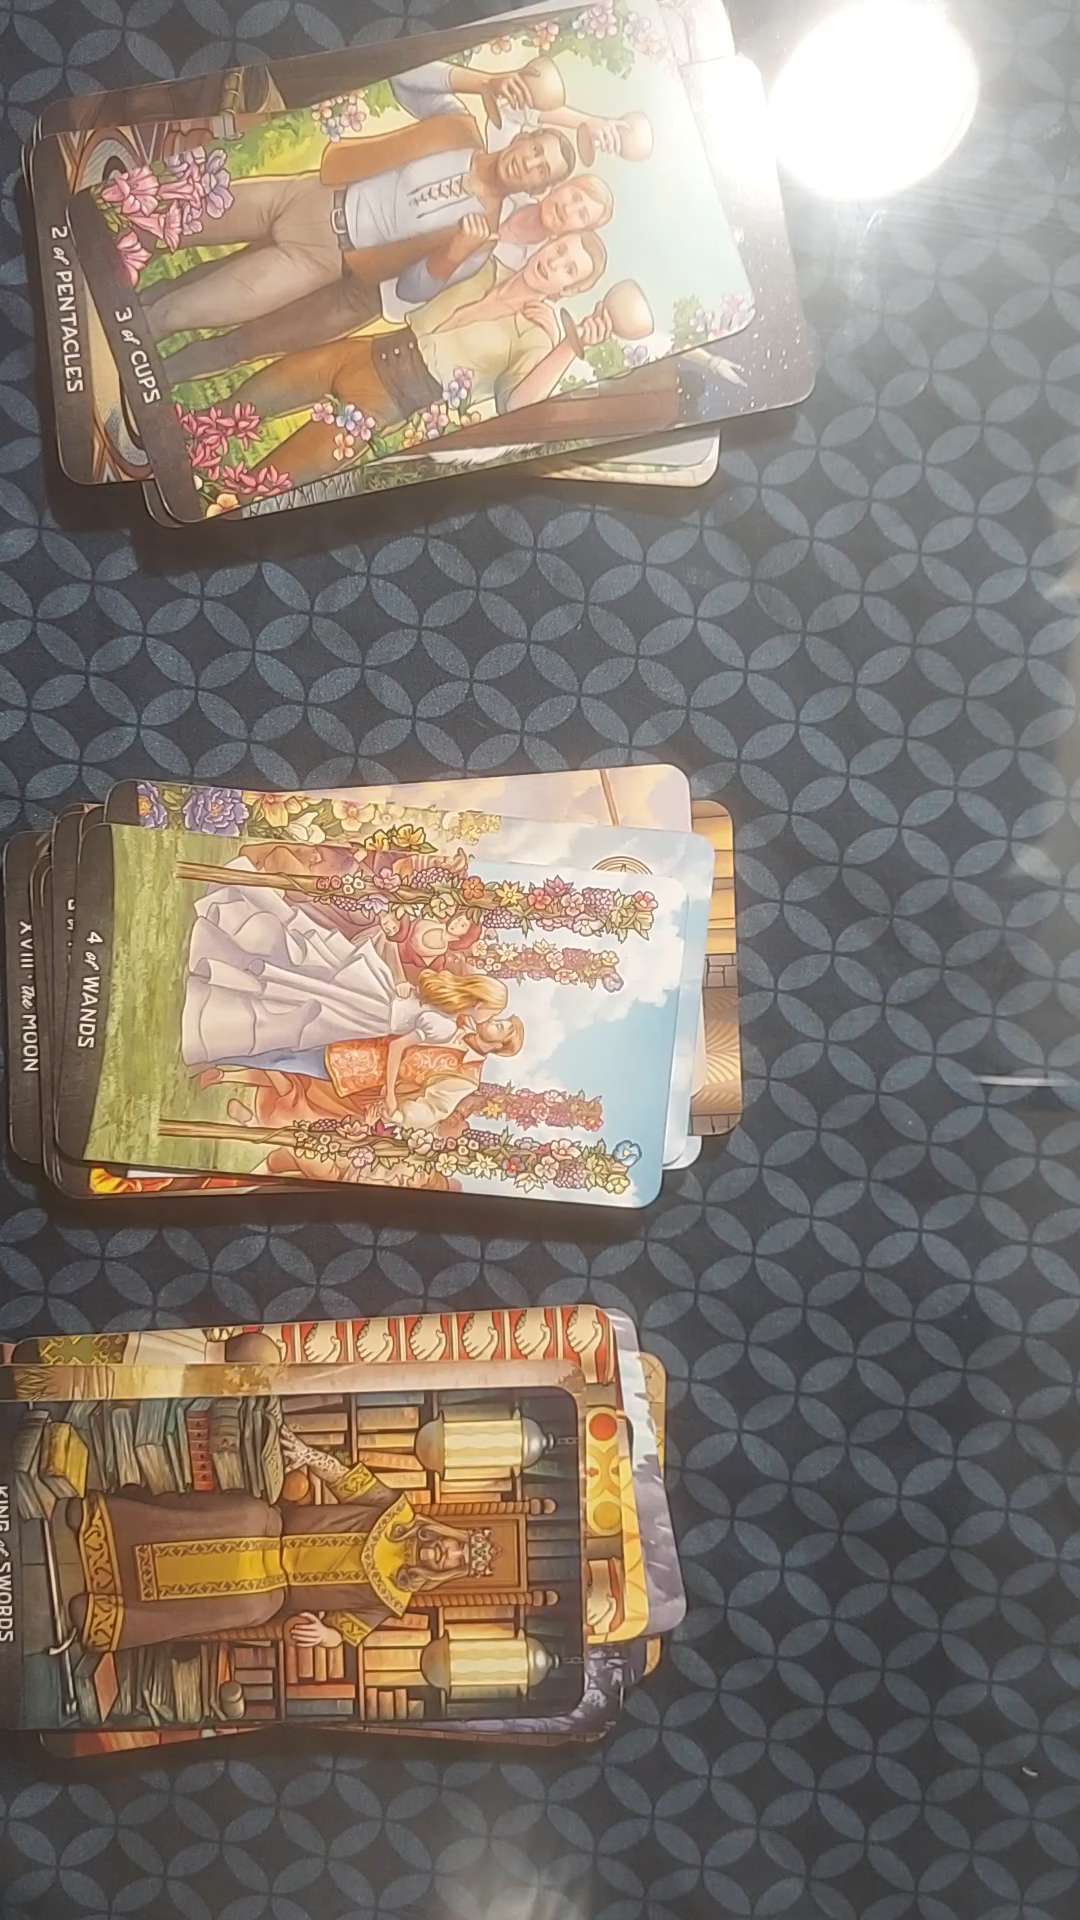 2 of PENTACLES
3 of CUPS
4 of WANDS
XVIII · The MOON
KING of SWORDS